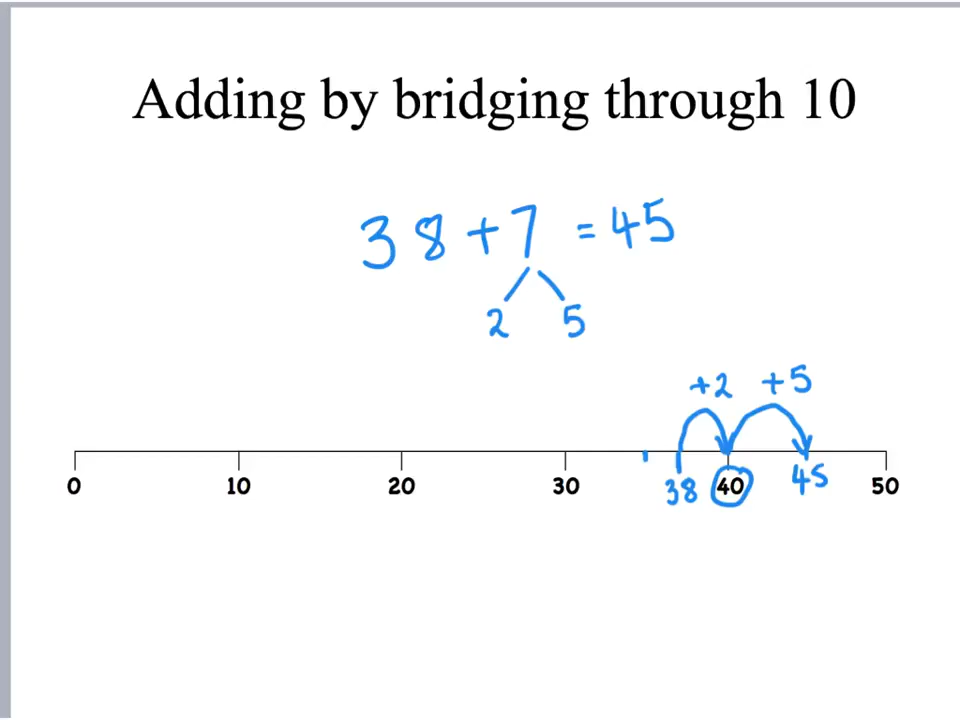 Adding by bridging through 10
38 + 7 = 45
2 5
+2 +5
0 10 20 30 38 40 45 50